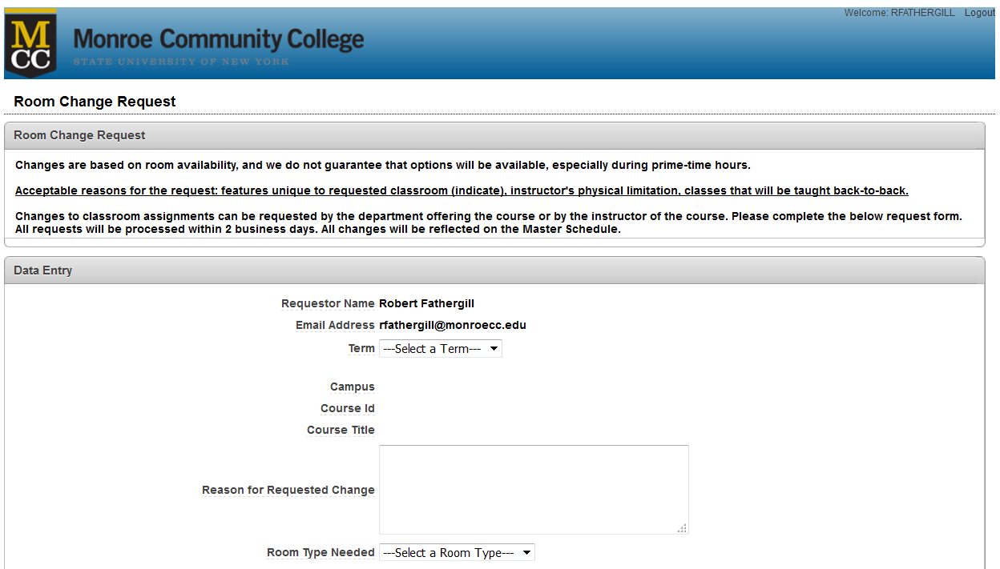 Welcome: RFATHERGILL Logout
M
CC
Monroe Community College
STATE UNIVERSITY OF NEW YORK
Room Change Request
Room Change Request
Changes are based on room availability, and we do not guarantee that options will be available, especially during prime-time hours.
Acceptable reasons for the request: features unique to requested classroom (indicate), instructor's physical limitation, classes that will be taught back-to-back.
Changes to classroom assignments can be requested by the department offering the course or by the instructor of the course. Please complete the below request form.
All requests will be processed within 2 business days. All changes will be reflected on the Master Schedule.
Data Entry
Requestor Name Robert Fathergill
Email Address rfathergill@monroecc.edu
Term ---Select a Term---
Campus
Course Id
Course Title
Reason for Requested Change
Room Type Needed ---Select a Room Type---